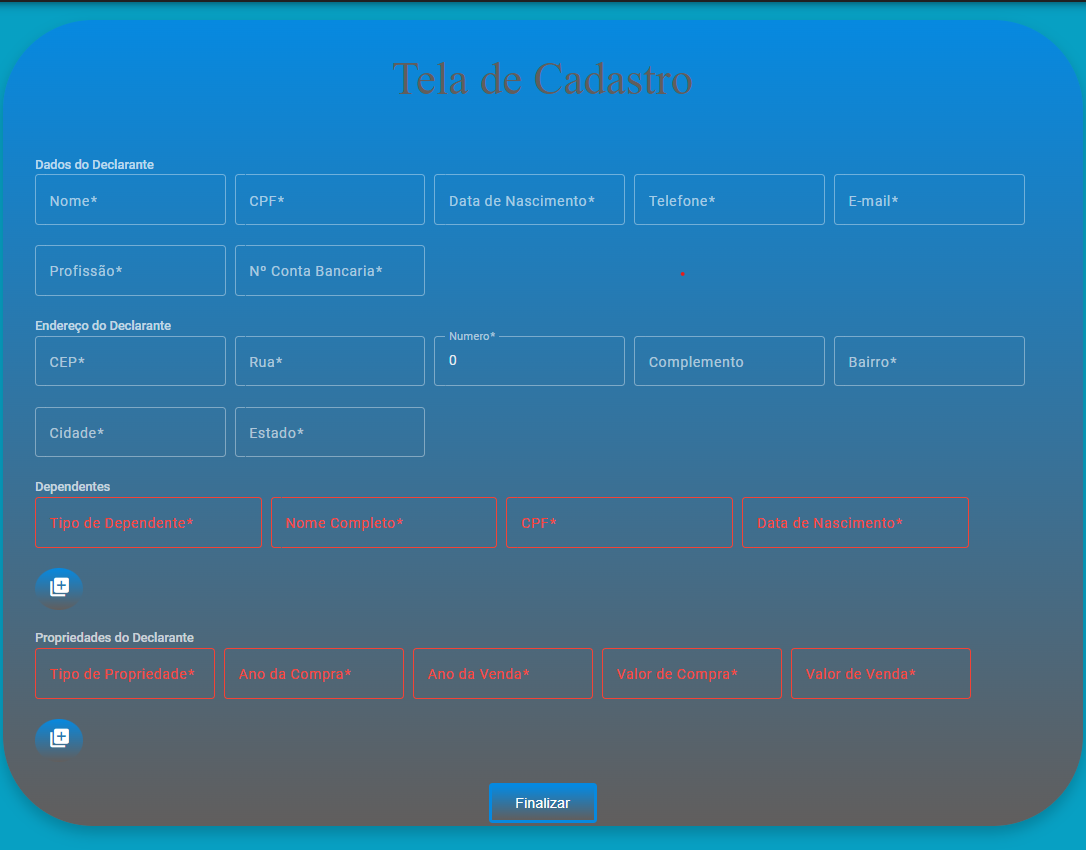 Tela de Cadastro
Dados do Declarante
Nome* CPF* Data de Nascimento* Telefone* E-mail*
Profissão* Nº Conta Bancaria*
Endereço do Declarante
Numero*
CEP* Rua* 0 Complemento Bairro*
Cidade* Estado*
Dependentes
Tipo de Dependente* Nome Completo* CPF* Data de Nascimento*
Propriedades do Declarante
Tipo de Propriedade* Ano da Compra* Ano da Venda* Valor de Compra* Valor de Venda*
Finalizar